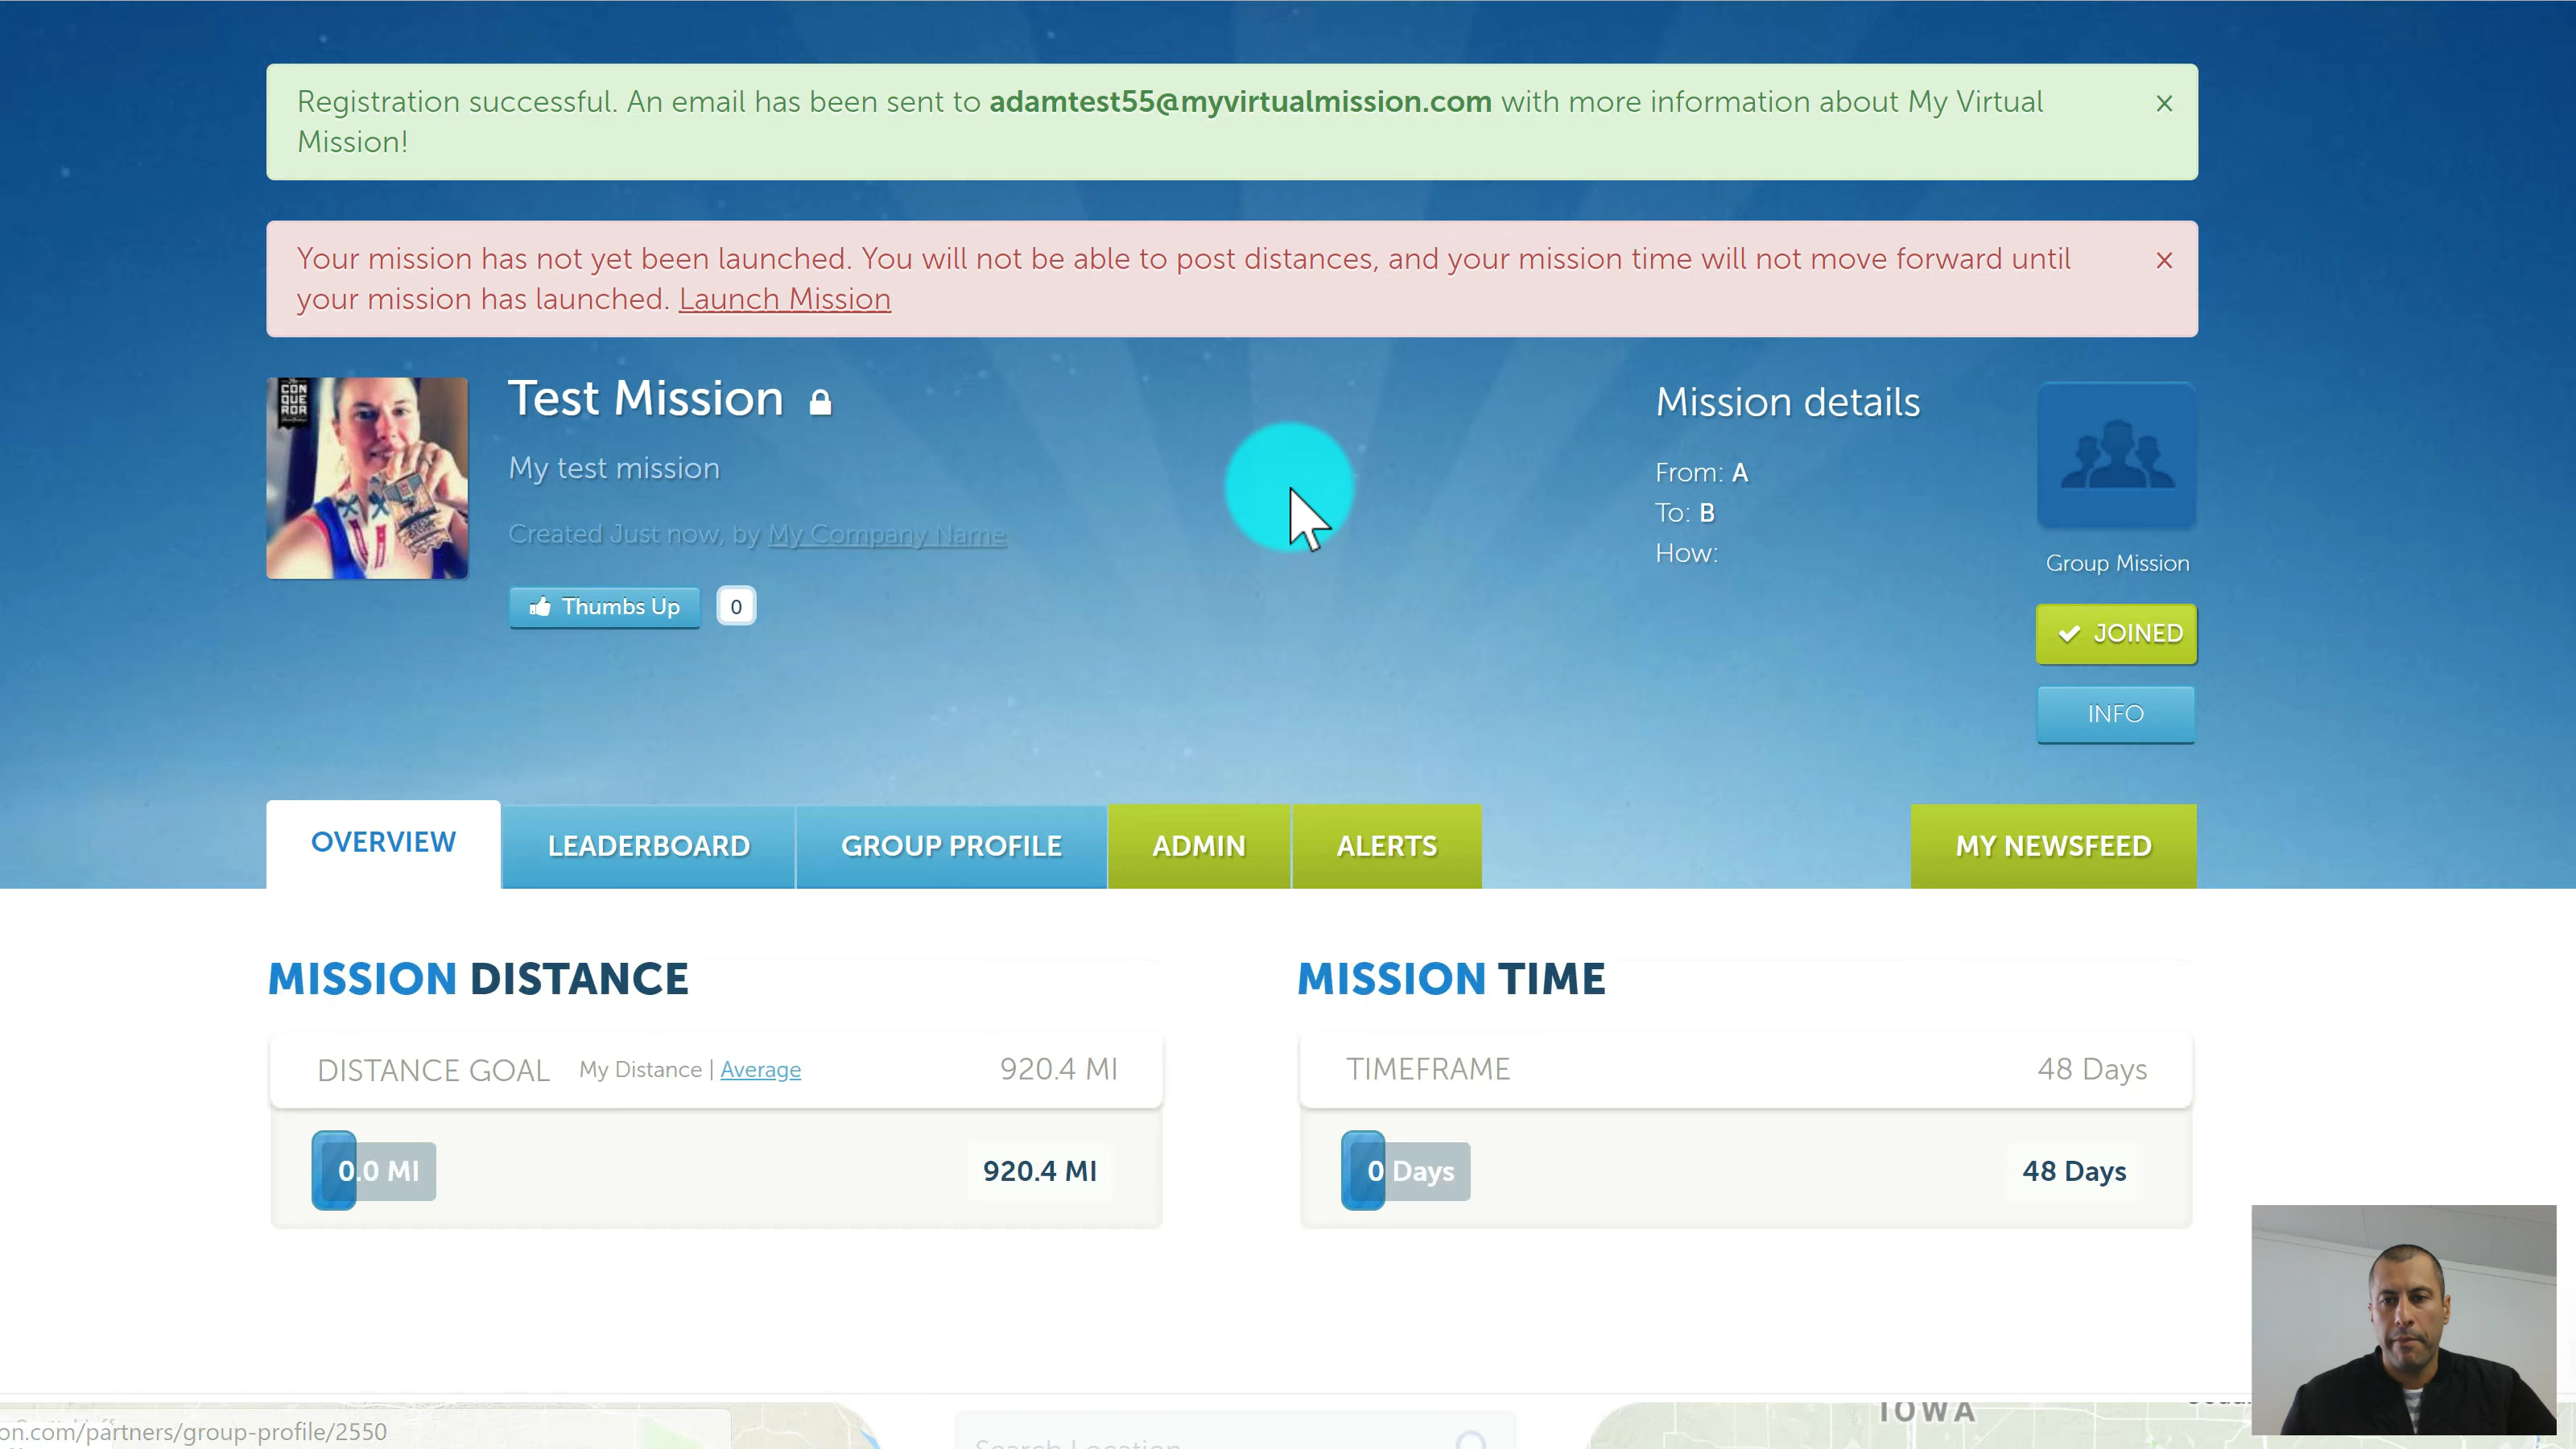 Registration successful. An email has been sent to adamtest55@myvirtualmission.com with more information about My Virtual
Mission!
×
Your mission has not yet been launched. You will not be able to post distances, and your mission time will not move forward until
your mission has launched. Launch Mission
×
CON
QUE
ROR
Test Mission
My test mission
Created Just now, by My Company Name
Thumbs Up 0
Mission details
From: A
To: B
How:
Group Mission
JOINED
INFO
OVERVIEW LEADERBOARD GROUP PROFILE ADMIN ALERTS MY NEWSFEED
MISSION DISTANCE
DISTANCE GOAL My Distance | Average 920.4 MI
0.0 MI 920.4 MI
MISSION TIME
TIMEFRAME 48 Days
0 Days 48 Days
on.com/partners/group-profile/2550
Search Location
IOWA